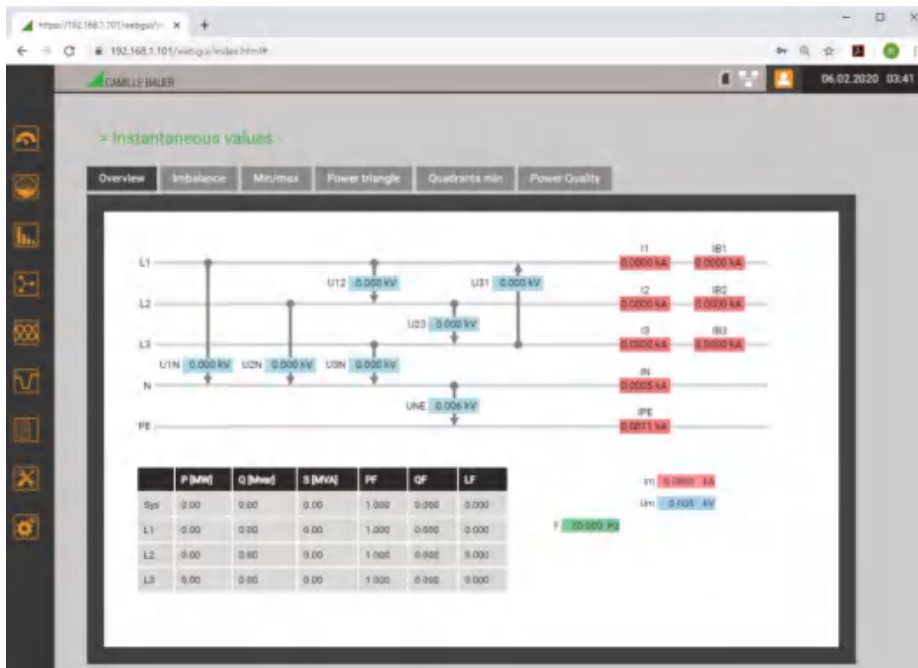 192.168.1.101/webgui/index.html#
CAMILLE BAUER
06.02.2020 03:41
> Instantaneous values
Overview Imbalance Min/max Power triangle Quadrants min Power Quality
I1 IB1
L1 0.0000 kA 0.0000 kA
U12 0.000 kV U31 0.000 kV
I2 IB2
L2 0.0000 kA 0.0000 kA
U23 0.000 kV
I3 IB3
L3 0.0000 kA 0.0000 kA
U1N 0.000 kV U2N 0.000 kV U3N 0.000 kV
IN
N 0.0005 kA
UNE 0.006 kV
IPE
PE 0.0011 kA
P [MW] Q [Mvar] S [MVA] PF QF LF
Sys 0.00 0.00 0.00 1.000 0.000 0.000
L1 0.00 0.00 0.00 1.000 0.000 0.000
L2 0.00 0.00 0.00 1.000 0.000 0.000
L3 0.00 0.00 0.00 1.000 0.000 0.000
Im 0.0000 kA
Um 0.000 kV
F Hz